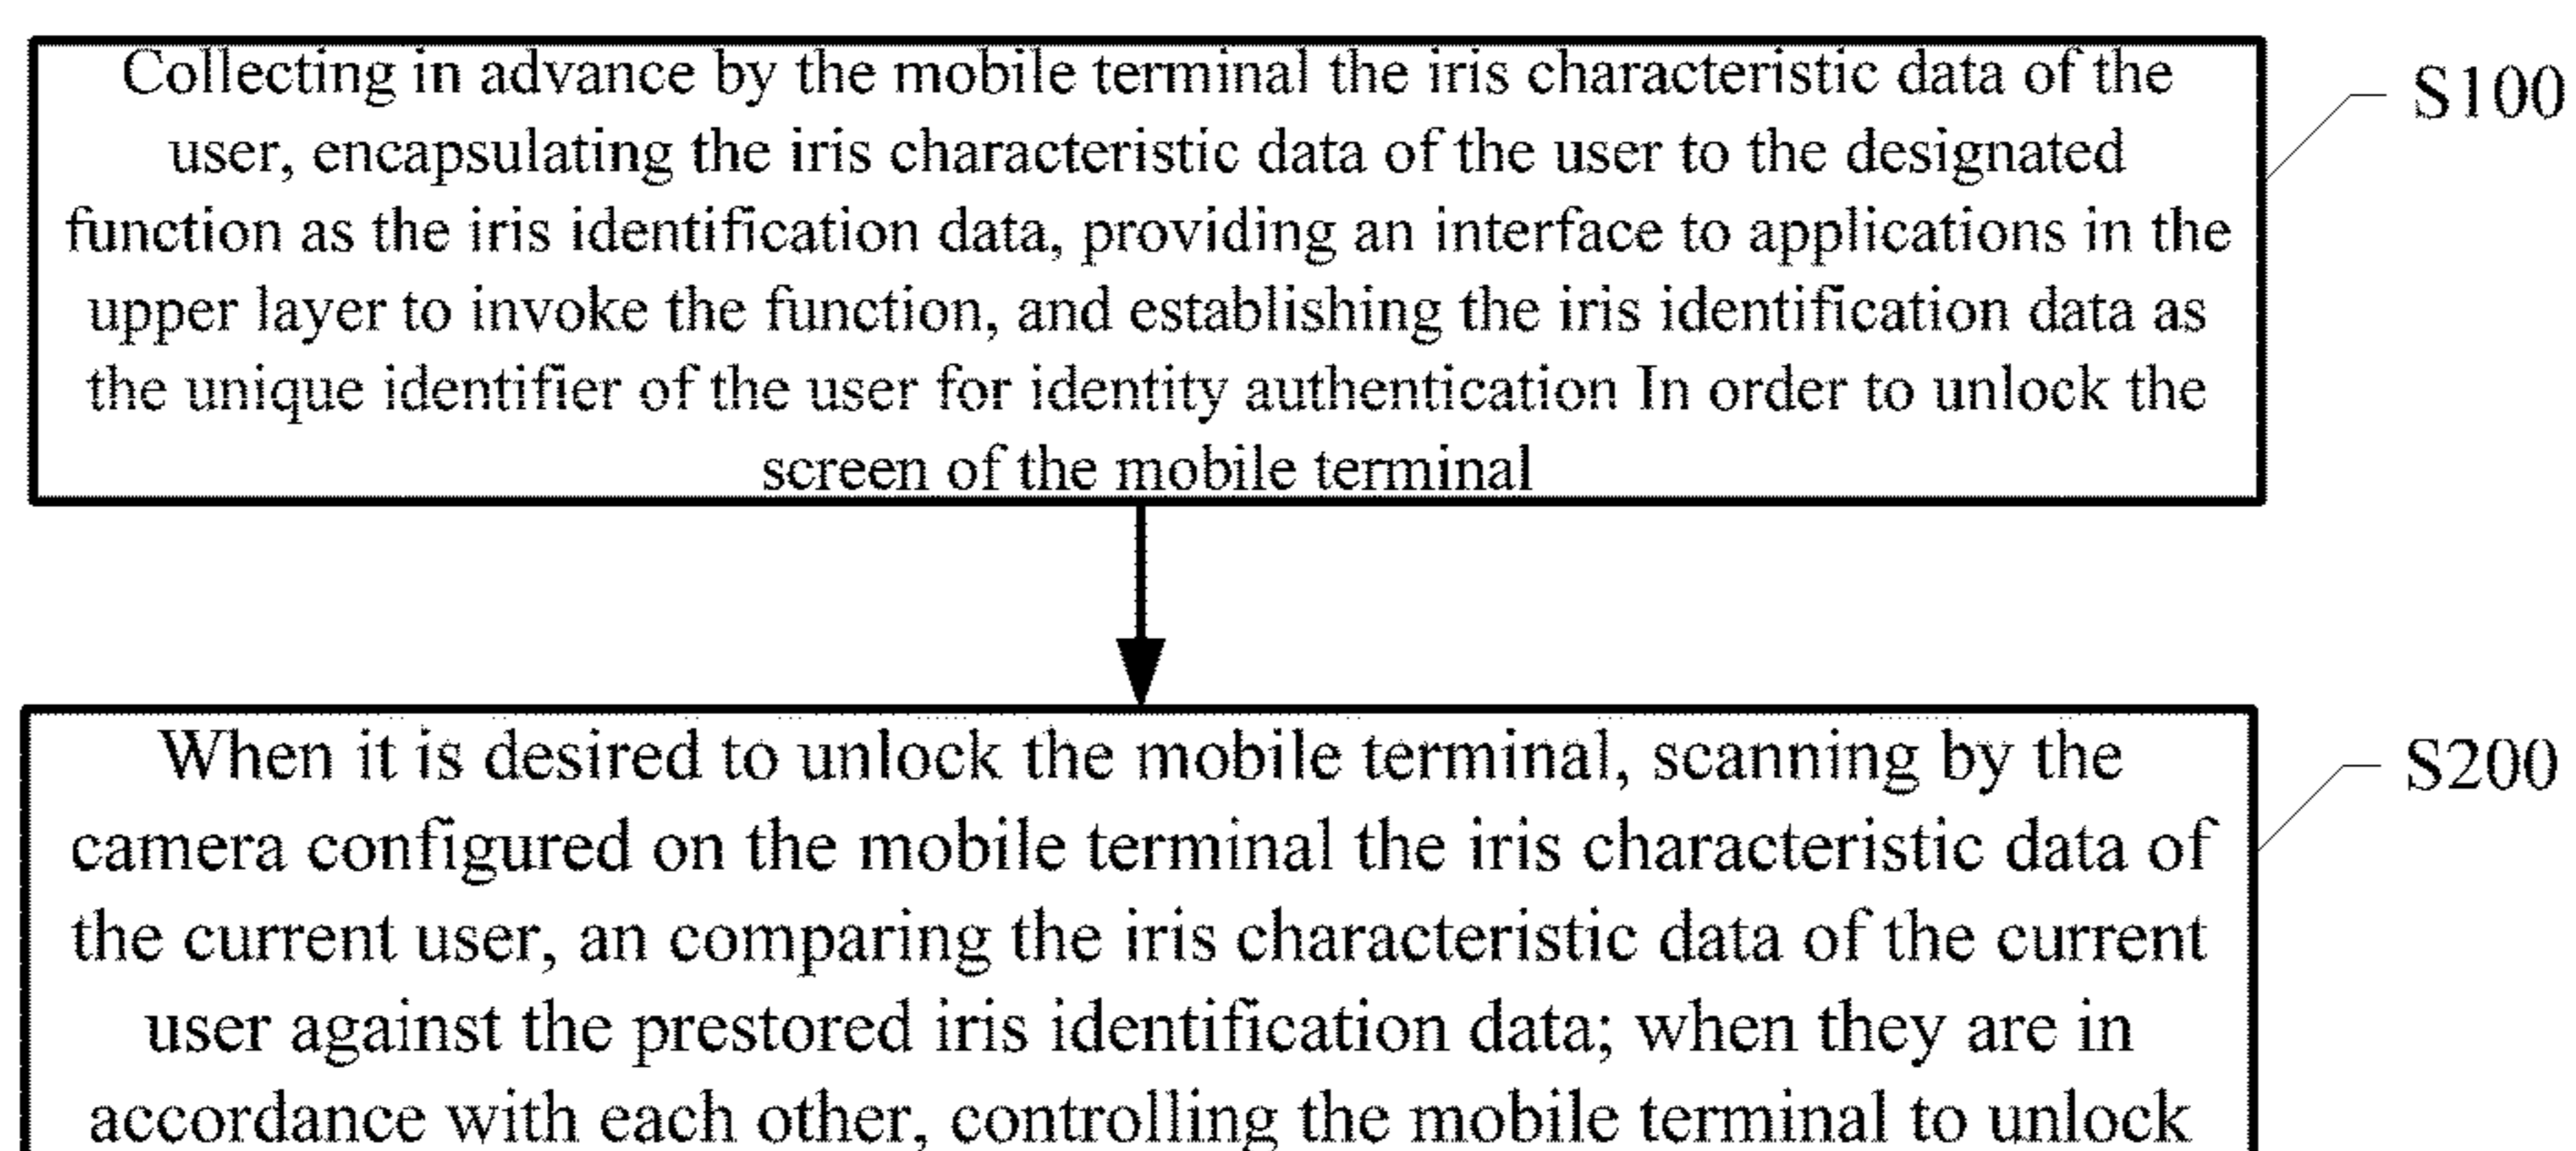 Collecting in advance by the mobile terminal the iris characteristic data of the
user, encapsulating the iris characteristic data of the user to the designated
function as the iris identification data, providing an interface to applications in the
upper layer to invoke the function, and establishing the iris identification data as
the unique identifier of the user for identity authentication In order to unlock the
screen of the mobile terminal
S100
When it is desired to unlock the mobile terminal, scanning by the
camera configured on the mobile terminal the iris characteristic data of
the current user, an comparing the iris characteristic data of the current
user against the prestored iris identification data; when they are in
accordance with each other, controlling the mobile terminal to unlock
S200